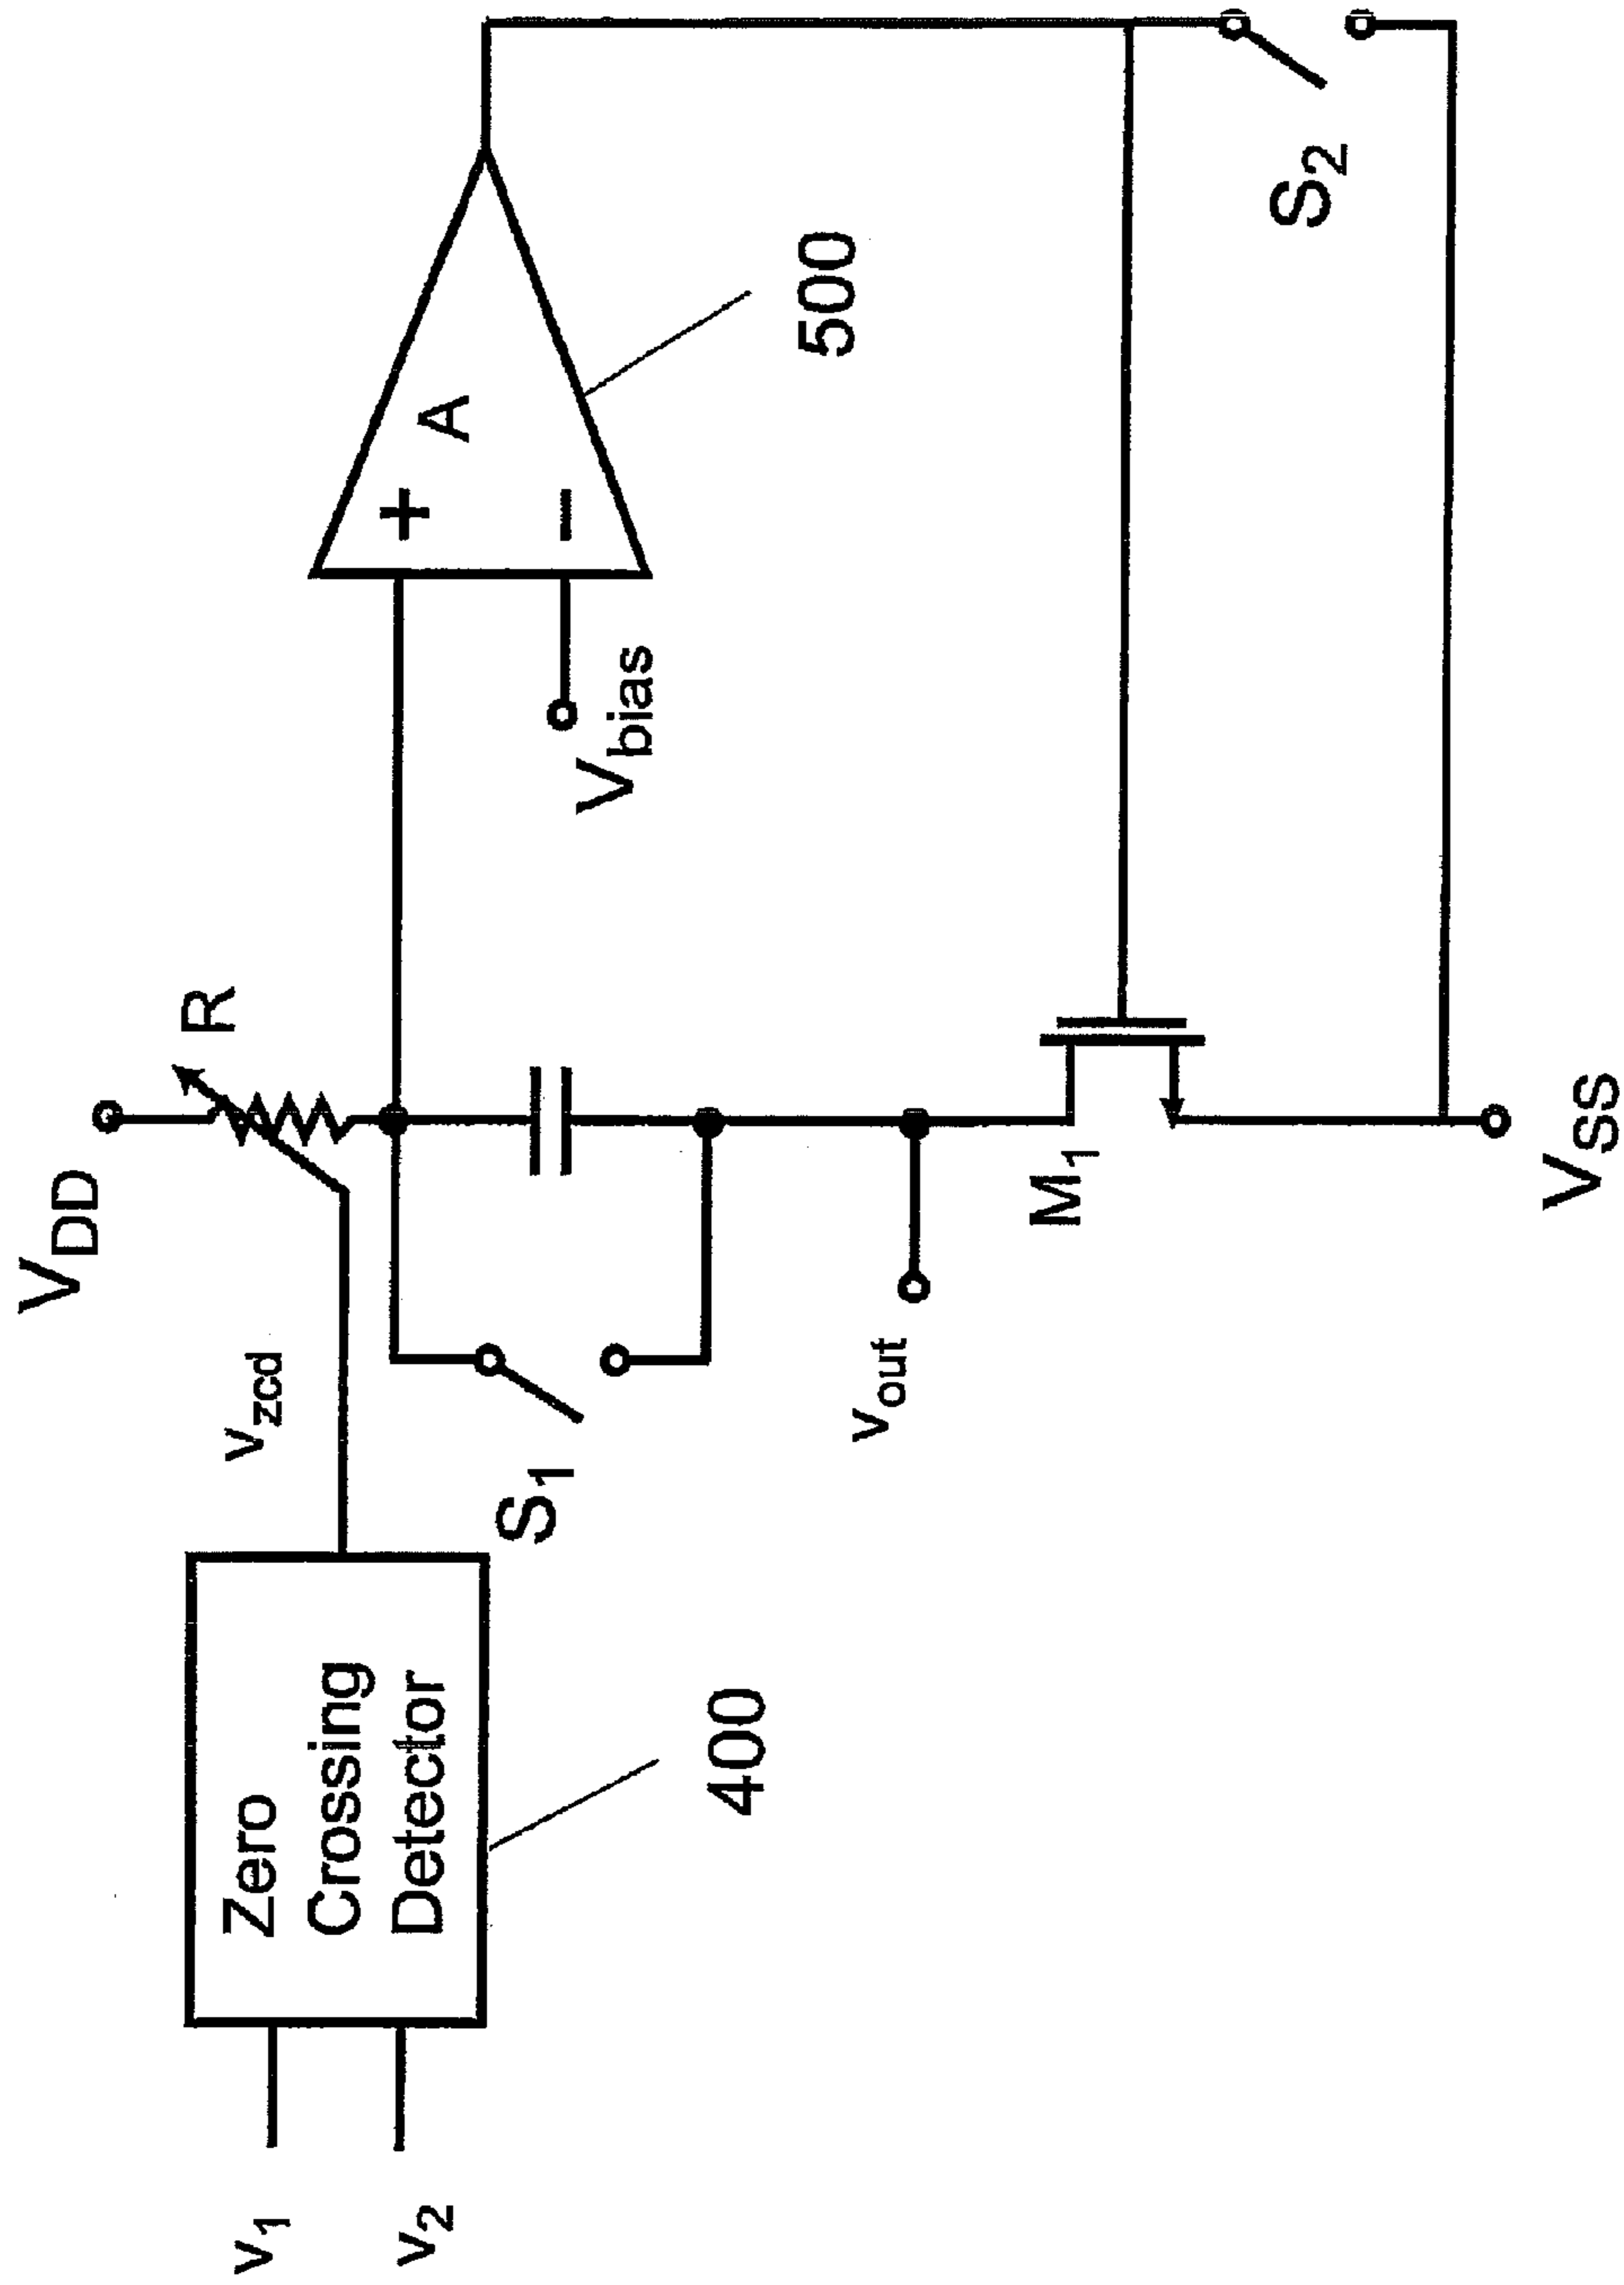 V_DD
R
v_zcd
v_1
v_2
Zero
Crossing
Detector
400
S_1
+
−
A
V_bias
500
v_out
M_1
S_2
V_SS